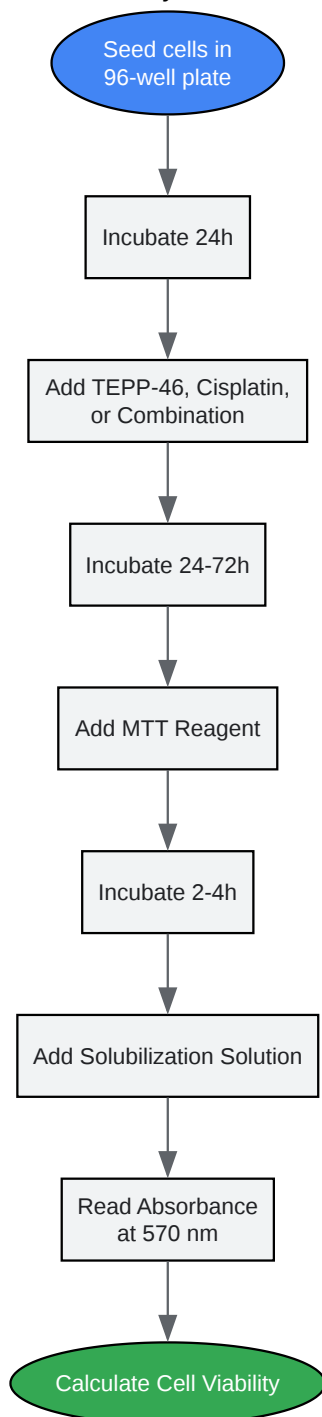 Seed cells in
96-well plate
Incubate 24h
Add TEPP-46, Cisplatin,
or Combination
Incubate 24-72h
Add MTT Reagent
Incubate 2-4h
Add Solubilization Solution
Read Absorbance
at 570 nm
Calculate Cell Viability